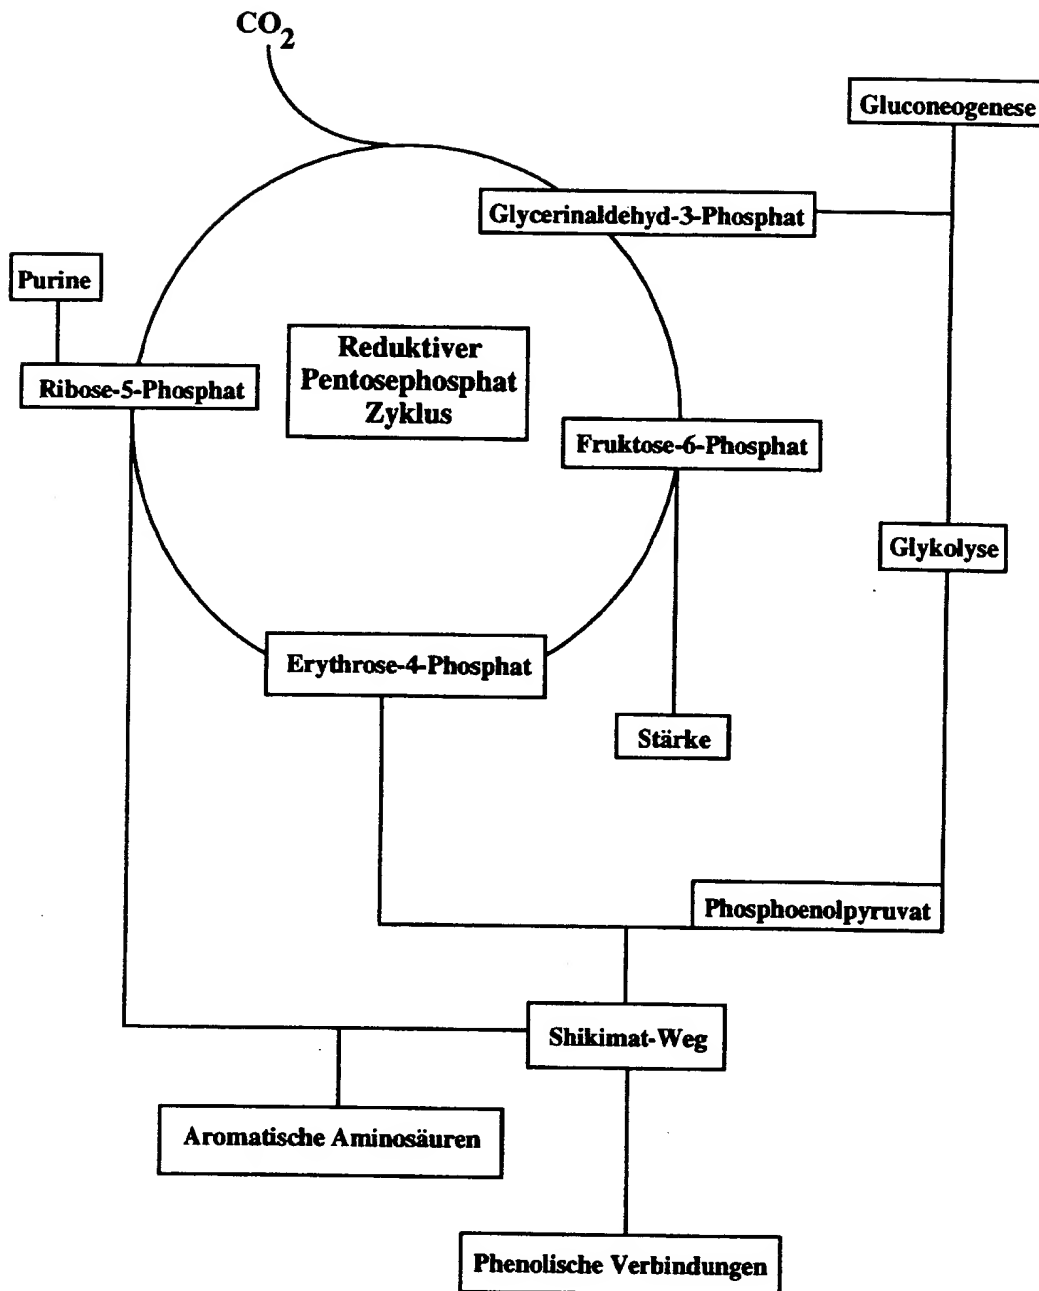 CO2
Gluconeogenese
Glycerinaldehyd-3-Phosphat
Purine
Reduktiver
Pentosephosphat
Zyklus
Ribose-5-Phosphat
Fruktose-6-Phosphat
Glykolyse
Erythrose-4-Phosphat
Stärke
Phosphoenolpyruvat
Shikimat-Weg
Aromatische Aminosäuren
Phenolische Verbindungen